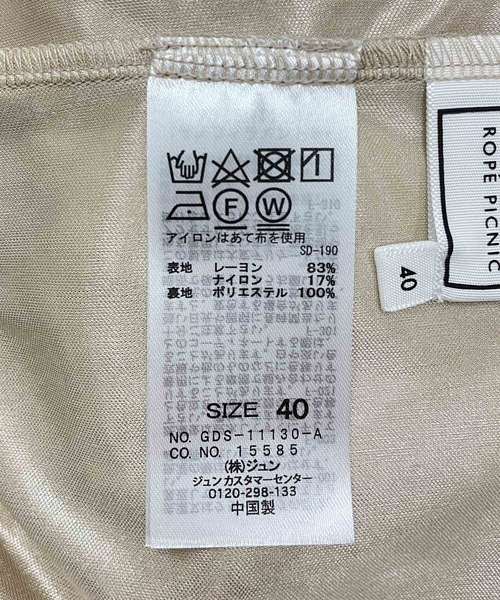 F
W
アイロンはあて布を使用
SD-190
表地 レーヨン 83%
ナイロン 17%
裏地 ポリエステル 100%
SIZE 40
NO. GDS-11130-A
CO. NO. 15585
(株)ジュン
ジュンカスタマーセンター
0120-298-133
中国製
ROPÉ PICNIC
40